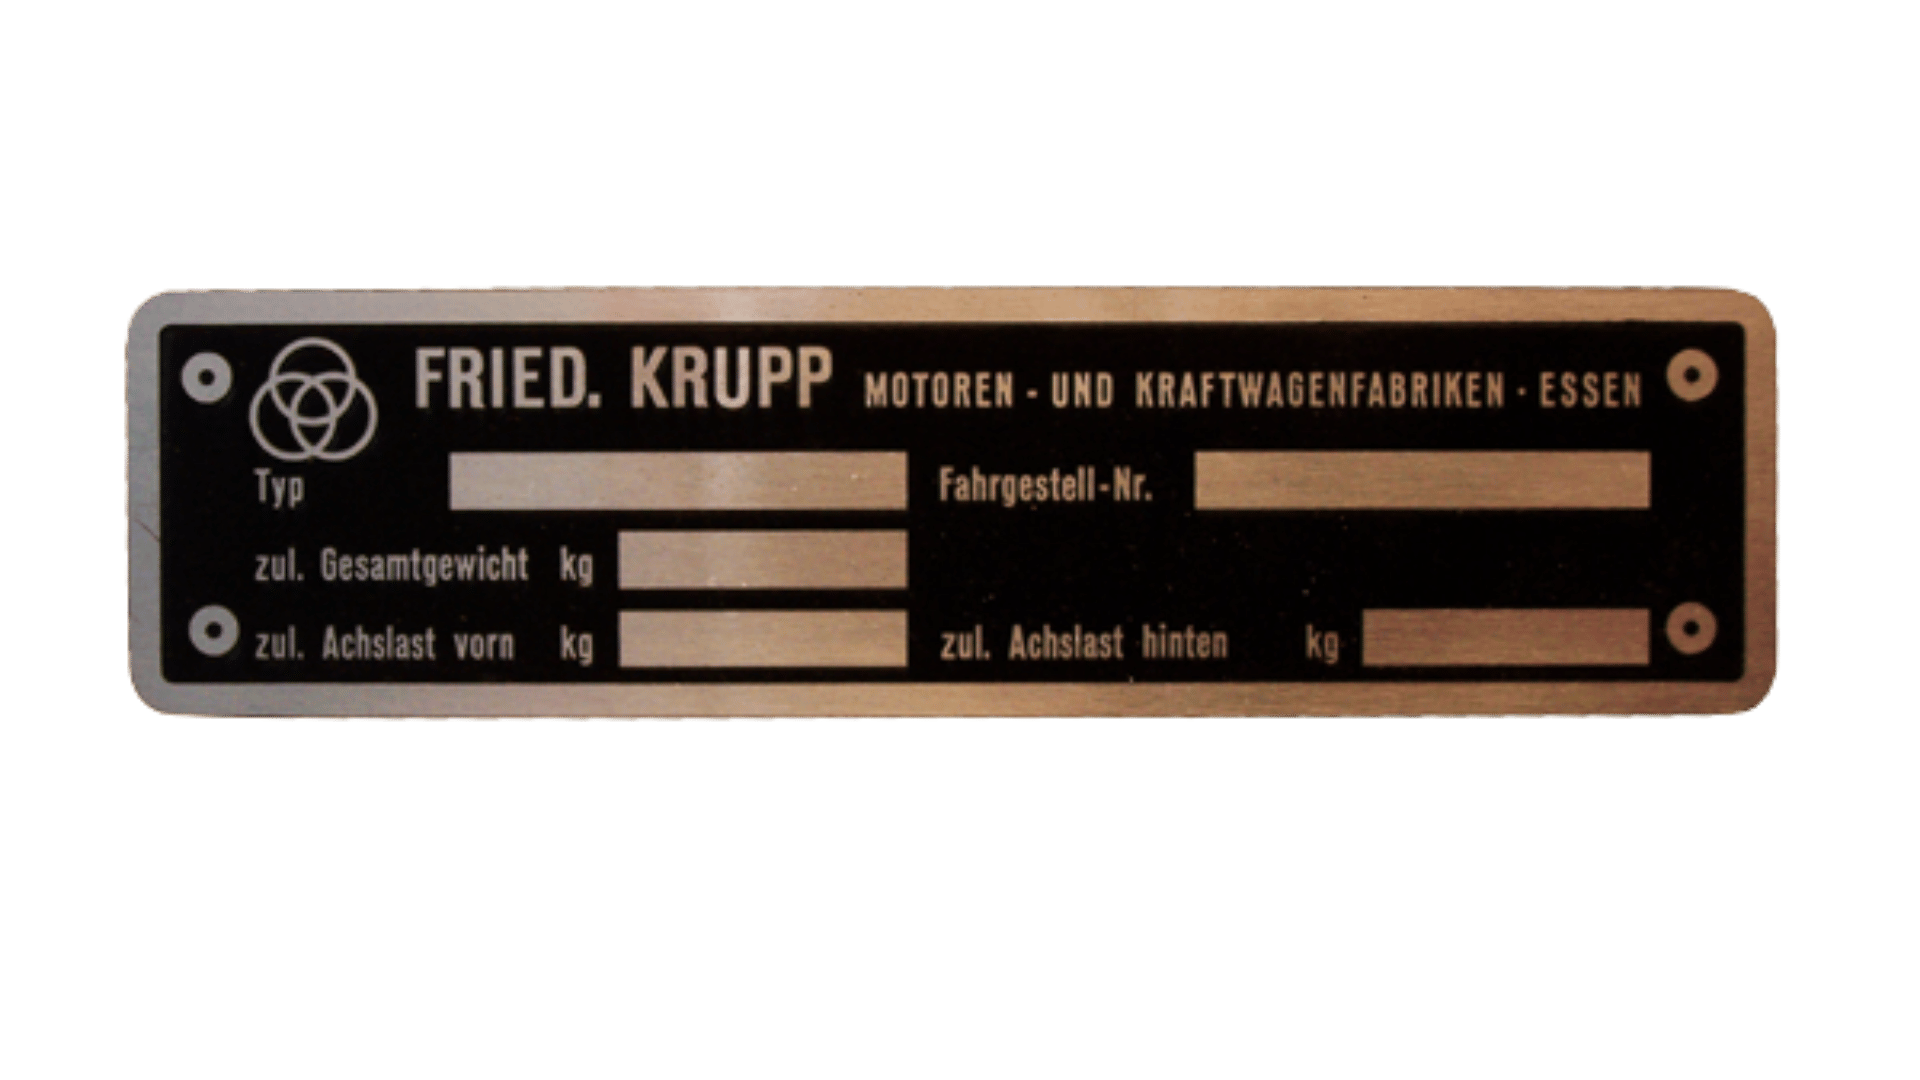 FRIED. KRUPP MOTOREN - UND KRAFTWAGENFABRIKEN · ESSEN
Typ Fahrgestell-Nr.
zul. Gesamtgewicht kg
zul. Achslast vorn kg zul. Achslast hinten kg